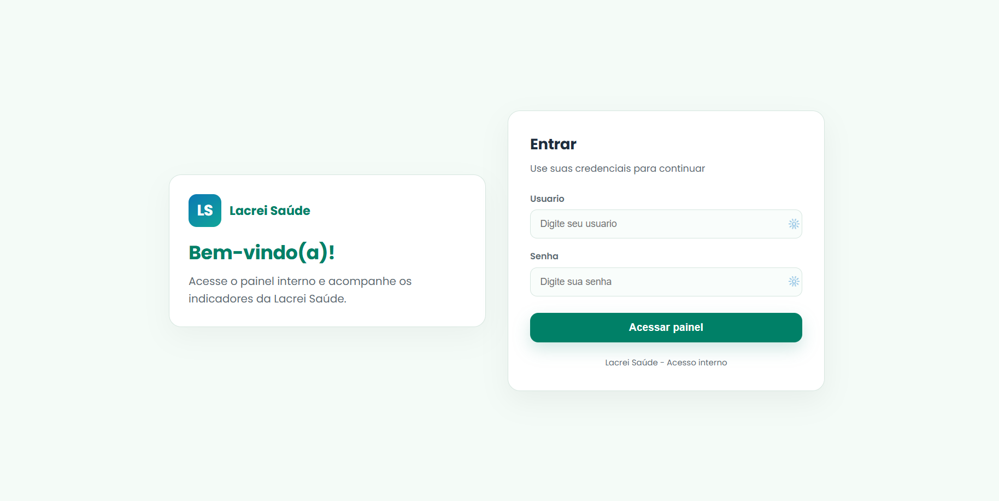 LS
Lacrei Saúde
Bem-vindo(a)!
Acesse o painel interno e acompanhe os
indicadores da Lacrei Saúde.
Entrar
Use suas credenciais para continuar
Usuario
Digite seu usuario
Senha
Digite sua senha
Acessar painel
Lacrei Saúde - Acesso interno